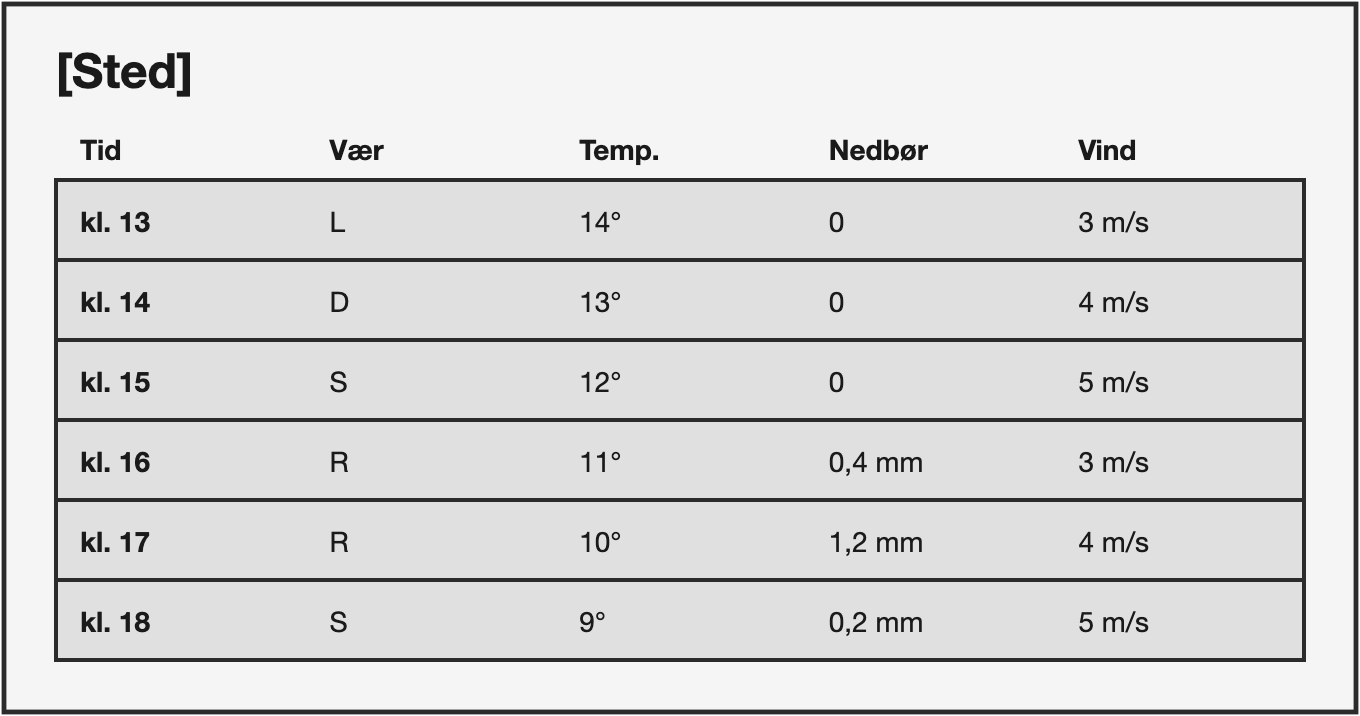 [Sted]
Tid Vær Temp. Nedbør Vind
kl. 13 L 14° 0 3 m/s
kl. 14 D 13° 0 4 m/s
kl. 15 S 12° 0 5 m/s
kl. 16 R 11° 0,4 mm 3 m/s
kl. 17 R 10° 1,2 mm 4 m/s
kl. 18 S 9° 0,2 mm 5 m/s